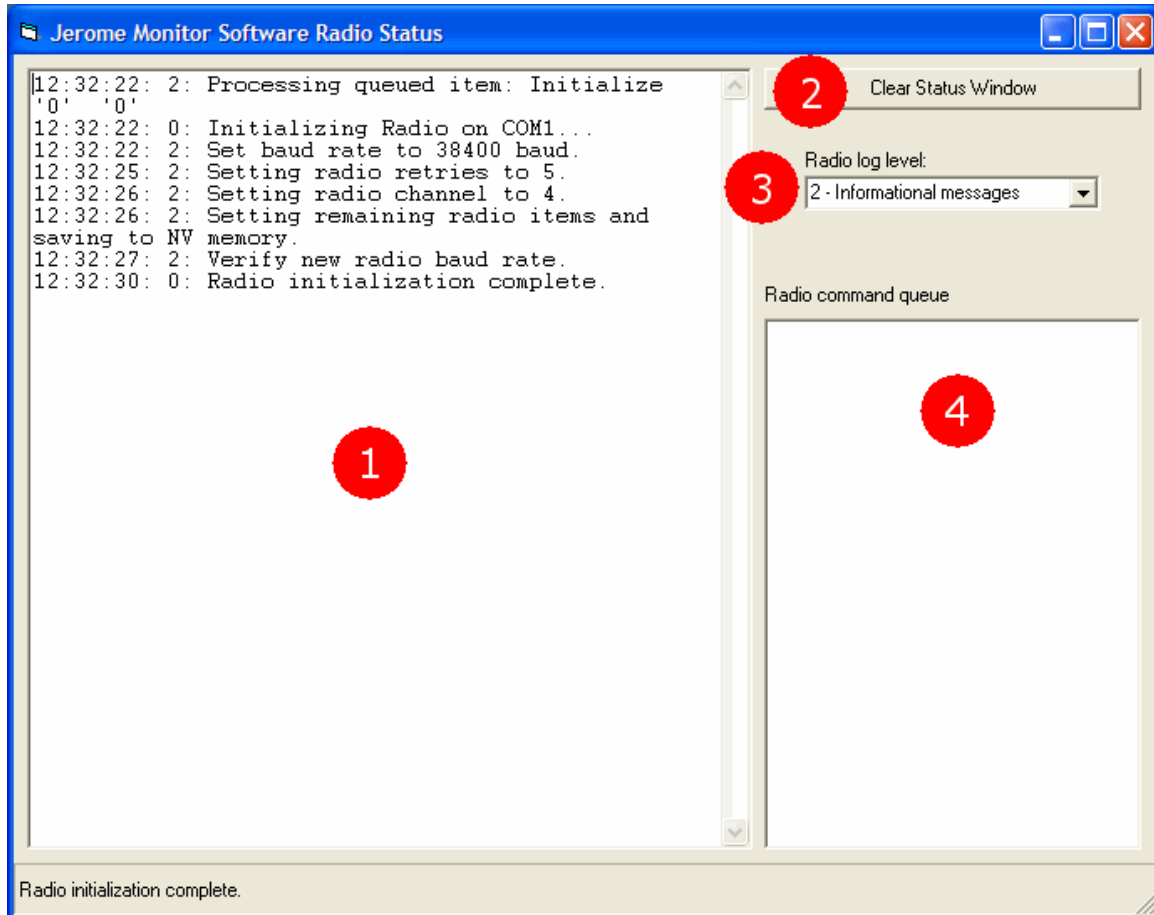 Jerome Monitor Software Radio Status
12:32:22: 2: Processing queued item: Initialize
'0'  '0'
12:32:22: 0: Initializing Radio on COM1...
12:32:22: 2: Set baud rate to 38400 baud.
12:32:25: 2: Setting radio retries to 5.
12:32:26: 2: Setting radio channel to 4.
12:32:26: 2: Setting remaining radio items and
saving to NV memory.
12:32:27: 2: Verify new radio baud rate.
12:32:30: 0: Radio initialization complete.
1
2
Clear Status Window
Radio log level:
3
2 - Informational messages
Radio command queue
4
Radio initialization complete.